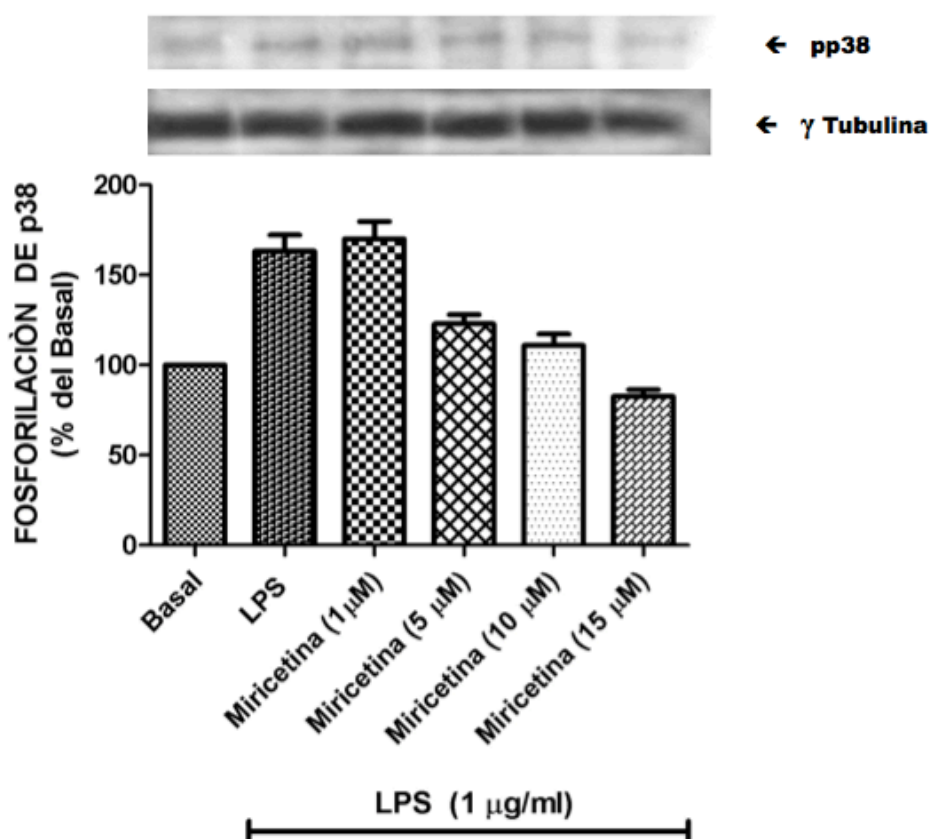 ← pp38
← γ Tubulina
FOSFORILACIÒN DE p38
(% del Basal)
200
150
100
50
0
Basal
LPS
Miricetina (1μM)
Miricetina (5 μM)
Miricetina (10 μM)
Miricetina (15 μM)
LPS (1 μg/ml)